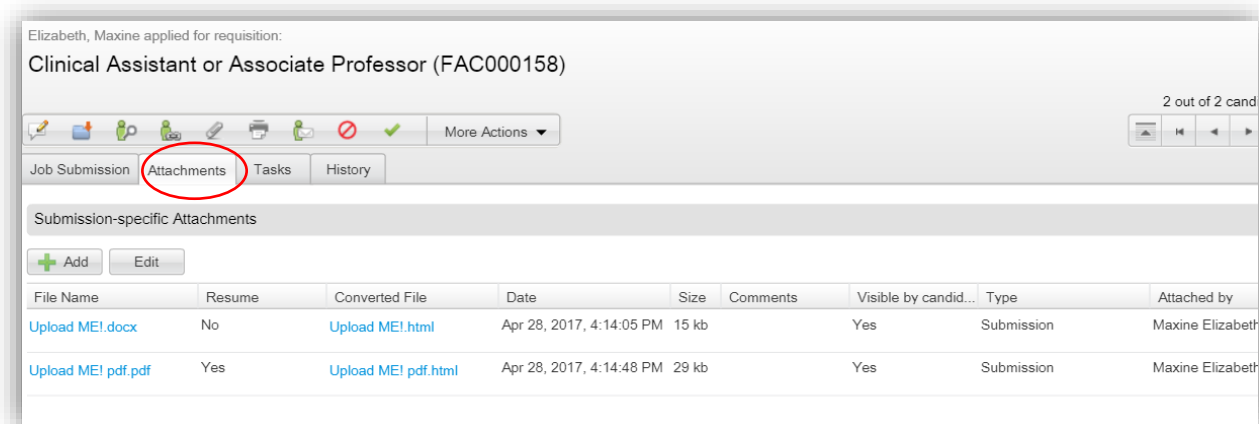 Elizabeth, Maxine applied for requisition:
Clinical Assistant or Associate Professor (FAC000158)
2 out of 2 cand
More Actions
Job Submission Attachments Tasks History
Submission-specific Attachments
Add Edit
File Name Resume Converted File Date Size Comments Visible by candid... Type Attached by
Upload ME!.docx No Upload ME!.html Apr 28, 2017, 4:14:05 PM 15 kb Yes Submission Maxine Elizabeth
Upload ME! pdf.pdf Yes Upload ME! pdf.html Apr 28, 2017, 4:14:48 PM 29 kb Yes Submission Maxine Elizabeth